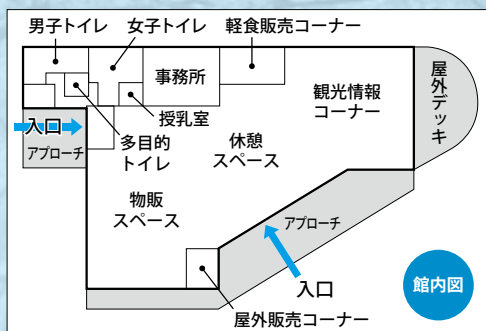 男子トイレ
女子トイレ
軽食販売コーナー
事務所
観光情報
コーナー
屋外デッキ
入口
アプローチ
多目的
トイレ
授乳室
休憩
スペース
物販
スペース
アプローチ
入口
屋外販売コーナー
館内図